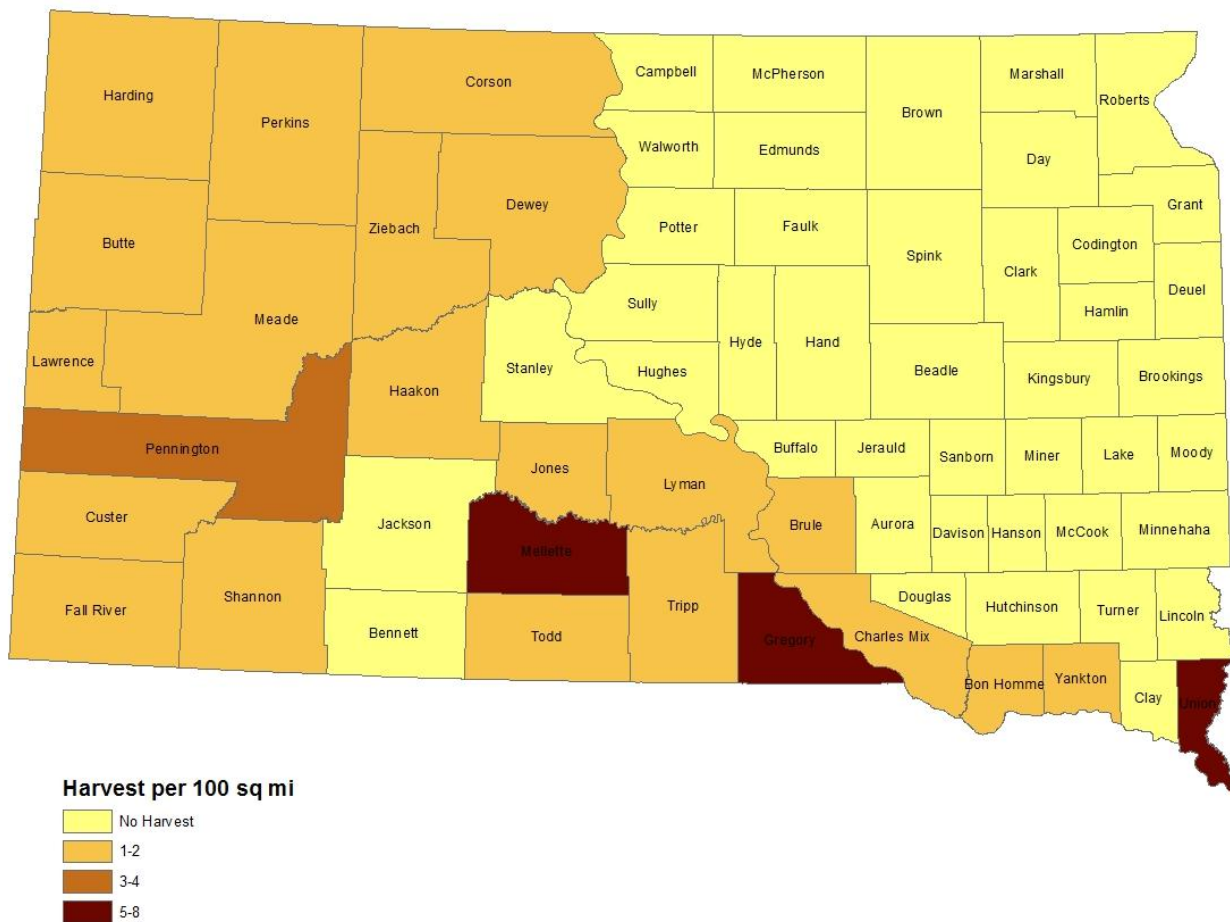 Campbell
McPherson
Marshall
Corson
Harding
Brown
Roberts
Perkins
Walworth
Edmunds
Day
Dewey
Grant
Butte
Ziebach
Potter
Faulk
Codington
Spink
Clark
Deuel
Sully
Hamlin
Meade
Hyde
Hand
Lawrence
Stanley
Hughes
Beadle
Kingsbury
Brookings
Haakon
Pennington
Buffalo
Jerauld
Sanborn
Miner
Lake
Moody
Jones
Lyman
Custer
Jackson
Brule
Aurora
Davison
Hanson
McCook
Minnehaha
Mellette
Fall River
Shannon
Tripp
Douglas
Hutchinson
Turner
Lincoln
Bennett
Todd
Gregory
Charles Mix
Bon Homme
Yankton
Clay
Union
Harvest per 100 sq mi
No Harvest
1-2
3-4
5-8